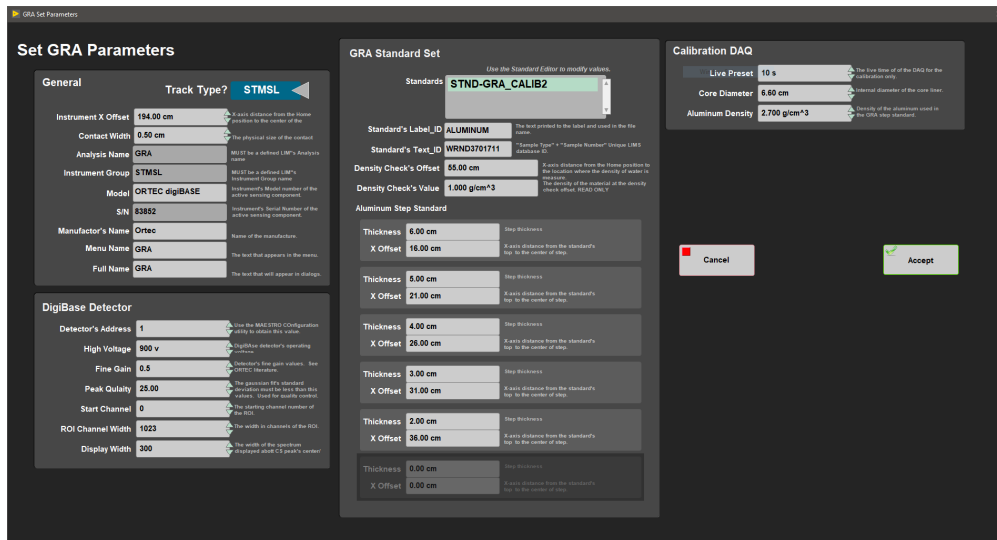 GRA Set Parameters
Set GRA Parameters
General
Track Type? STMSL
Instrument X Offset 194.00 cm X-axis distance from the Home
position to the center of the
Contact Width 0.50 cm The physical size of the contact
Analysis Name GRA MUST be a defined LIM"s Analysis
name
Instrument Group STMSL MUST be a defined LIM"s
Instrument Group name
Model ORTEC digiBASE Instrument's Model number of the
active sensing component.
S/N 83852 Instrument's Serial Number of the
active sensing component.
Manufactor's Name Ortec Name of the manufacture.
Menu Name GRA The text that appears in the menu.
Full Name GRA The text that will appear in dialogs.
DigiBase Detector
Detector's Address 1 Use the MAESTRO COnfiguration
utility to obtain this value.
High Voltage 900 v DigiBAse detector's operating
voltage
Fine Gain 0.5 Detector's fine gain values. See
ORTEC literature.
Peak Qulaity 25.00 The gaussian fit's standard
deviation must be less than this
values. Used for quality control.
Start Channel 0 The starting channel number of
the ROI.
ROI Channel Width 1023 The width in channels of the ROI.
Display Width 300 The width of the spectrum
displayed abott CS peak's center/
GRA Standard Set
Use the Standard Editor to modify values.
Standards STND-GRA_CALIB2
Standard's Label_ID ALUMINUM The text printed to the label and used in the file
name.
Standard's Text_ID WRND3701711 "Sample Type" + "Sample Number" Unique LIMS
database ID.
Density Check's Offset 55.00 cm X-axis distance from the Home positon to
the location where the density of water is
measure.
Density Check's Value 1.000 g/cm^3 The density of the material at the density
check offset. READ ONLY
Aluminum Step Standard
Thickness 6.00 cm Step thickness
X Offset 16.00 cm X-axis distance from the standard's
top to the center of step.
Thickness 5.00 cm Step thickness
X Offset 21.00 cm X-axis distance from the standard's
top to the center of step.
Thickness 4.00 cm Step thickness
X Offset 26.00 cm X-axis distance from the standard's
top to the center of step.
Thickness 3.00 cm Step thickness
X Offset 31.00 cm X-axis distance from the standard's
top to the center of step.
Thickness 2.00 cm Step thickness
X Offset 36.00 cm X-axis distance from the standard's
top to the center of step.
Thickness 0.00 cm Step thickness
X Offset 0.00 cm X-axis distance from the standard's
top to the center of step.
Calibration DAQ
Live Preset 10 s The live time of of the DAQ for the
calibration only.
Core Diameter 6.60 cm Internal diameter of the core liner.
Aluminum Density 2.700 g/cm^3 Density of the aluminum used in
the GRA step standard.
Cancel
Accept